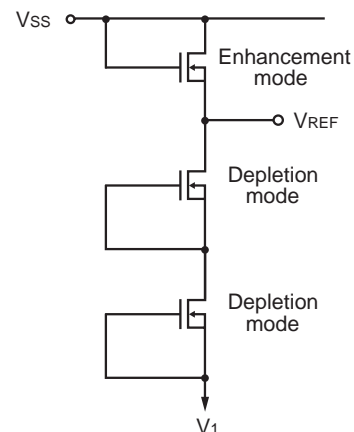 VSS
Enhancement
mode
VREF
Depletion
mode
Depletion
mode
V1